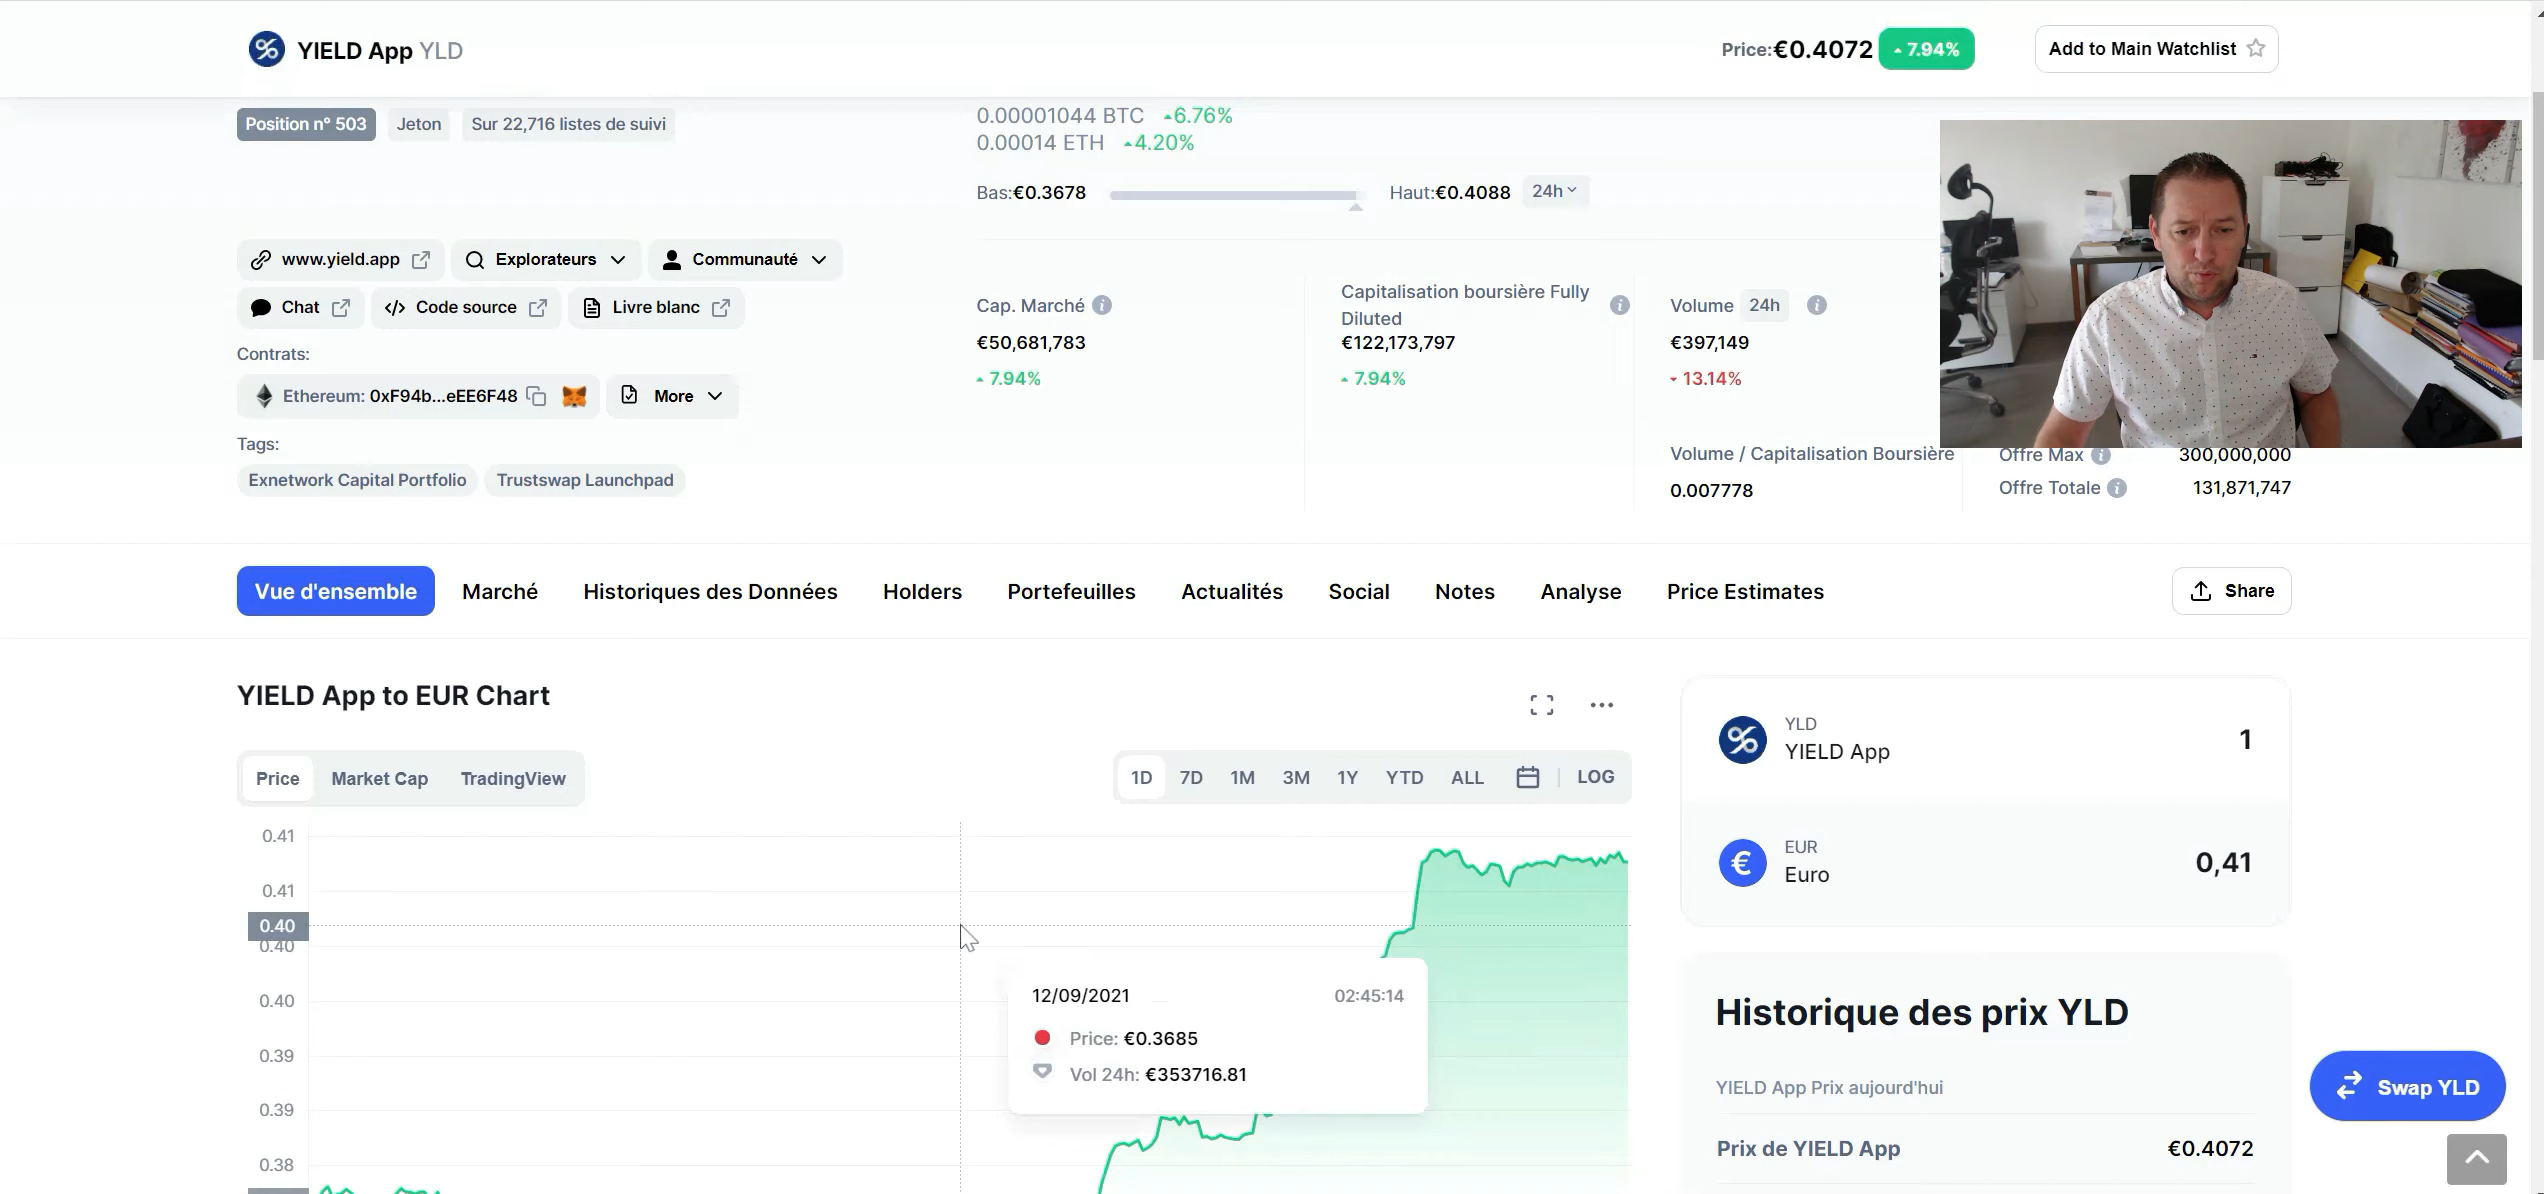 YIELD App YLD
Price:€0.4072 7.94%
Add to Main Watchlist
Position n° 503
Jeton
Sur 22,716 listes de suivi
0.00001044 BTC 6.76%
0.00014 ETH 4.20%
Bas:€0.3678
Haut:€0.4088
24h
www.yield.app
Explorateurs
Communauté
Chat
Code source
Livre blanc
Contrats:
Ethereum: 0xF94b...eEE6F48
More
Tags:
Exnetwork Capital Portfolio
Trustswap Launchpad
Cap. Marché
€50,681,783
7.94%
Capitalisation boursière Fully
Diluted
€122,173,797
7.94%
Volume 24h
€397,149
13.14%
Volume / Capitalisation Boursière
0.007778
Offre Max 300,000,000
Offre Totale 131,871,747
Vue d'ensemble
Marché
Historiques des Données
Holders
Portefeuilles
Actualités
Social
Notes
Analyse
Price Estimates
Share
YIELD App to EUR Chart
Price
Market Cap
TradingView
1D
7D
1M
3M
1Y
YTD
ALL
LOG
0.41
0.41
0.40
0.40
0.40
0.39
0.39
0.38
12/09/2021 02:45:14
Price: €0.3685
Vol 24h: €353716.81
YLD
YIELD App
1
EUR
Euro
0,41
Historique des prix YLD
YIELD App Prix aujourd'hui
Prix de YIELD App €0.4072
Swap YLD